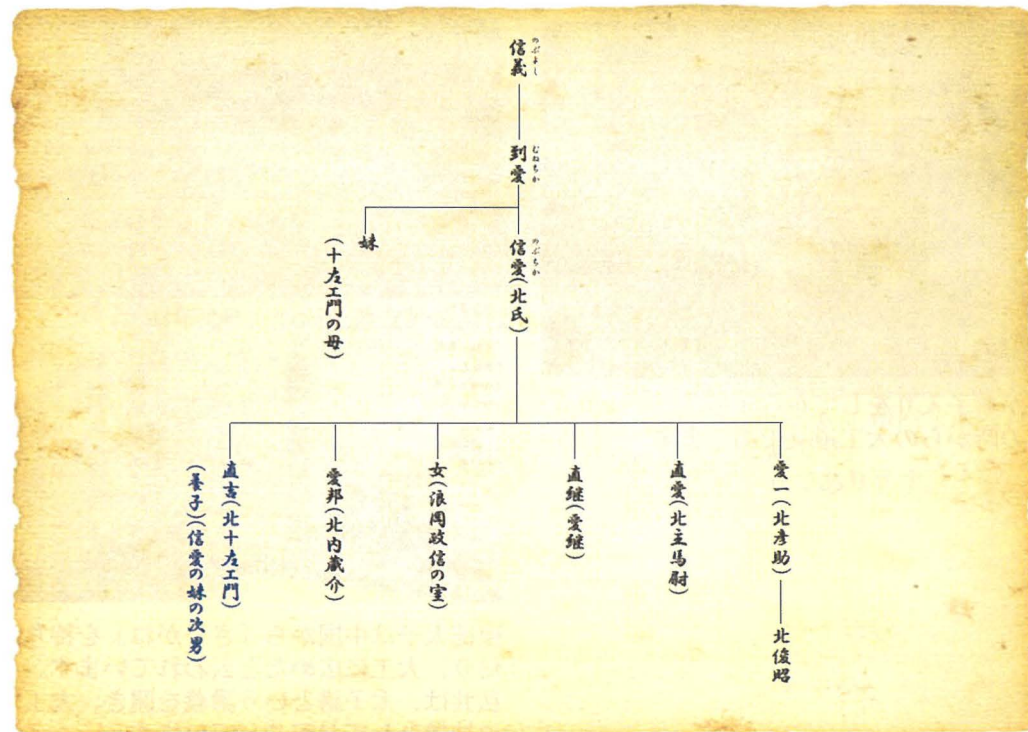 信義
のぶよし
到愛
むねちか
信愛(北氏)
のぶちか
妹
(十左エ門の母)
愛一(北彦助)
北俊昭
直愛(北主馬尉)
直継(愛継)
女(浪岡政信の室)
愛邦(北内蔵介)
直吉(北十左エ門)
(養子)(信愛の妹の次男)